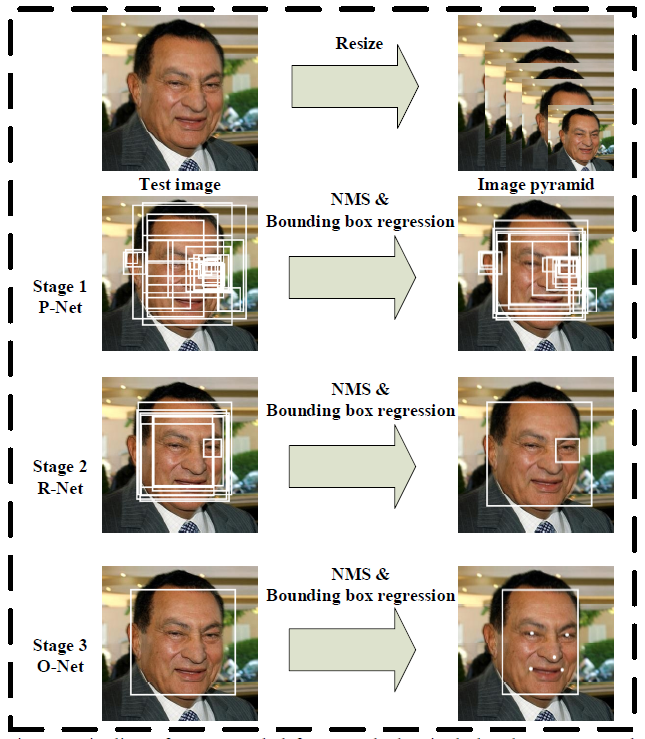 Resize
Test image
Image pyramid
NMS &
Bounding box regression
Stage 1
P-Net
NMS &
Bounding box regression
Stage 2
R-Net
NMS &
Bounding box regression
Stage 3
O-Net